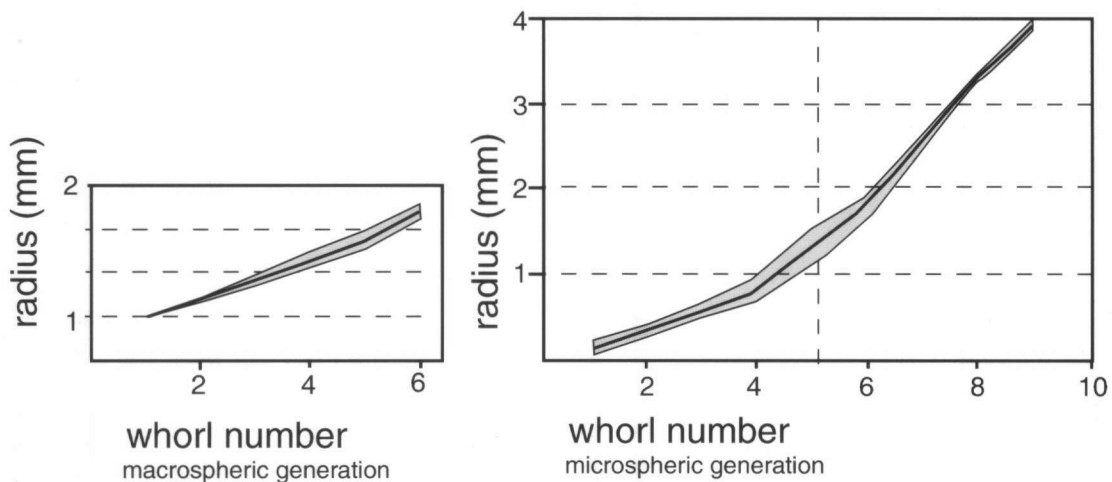 radius (mm)
2
1
2
4
6
whorl number
macrospheric generation
radius (mm)
4
3
2
1
2
4
6
8
10
whorl number
microspheric generation